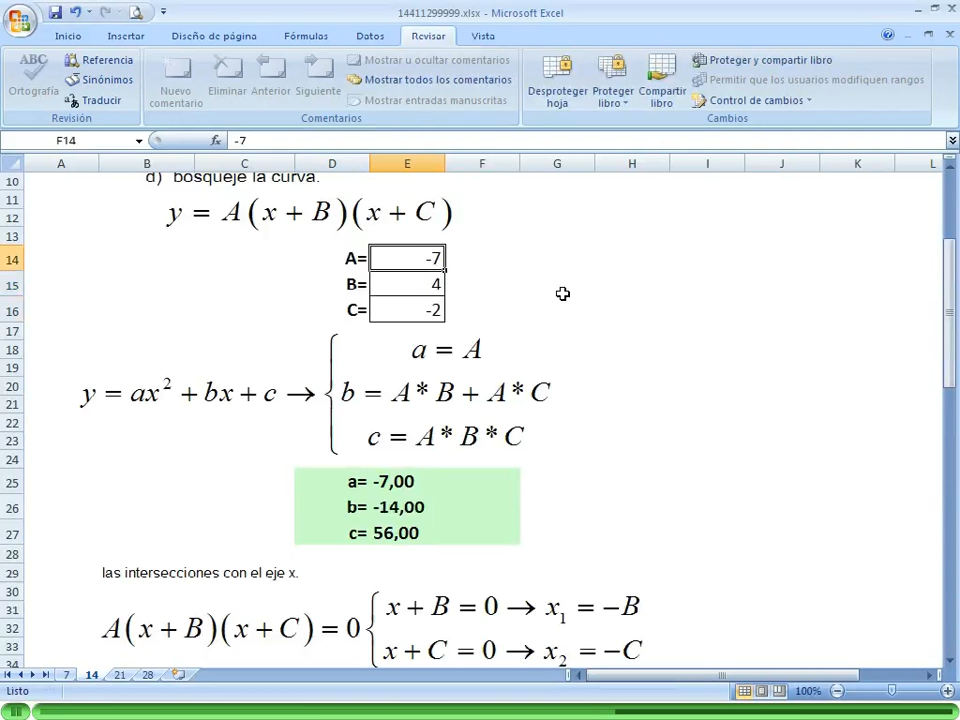 14411299999.xlsx - Microsoft Excel
Inicio Insertar Diseño de página Fórmulas Datos Revisar Vista
ABC
Ortografía
Referencia
Sinónimos
Traducir
Revisión
Nuevo comentario
Eliminar
Anterior
Siguiente
Mostrar u ocultar comentarios
Mostrar todos los comentarios
Mostrar entradas manuscritas
Comentarios
Desproteger hoja
Proteger libro
Compartir libro
Proteger y compartir libro
Permitir que los usuarios modifiquen rangos
Control de cambios
Cambios
F14 fx -7
A B C D E F G H I J K L
10 d) bosqueje la curva.
11
12 y = A(x + B)(x + C)
13
14 A= -7
15 B= 4
16 C= -2
17
18 a = A
19
20 y = ax² + bx + c → { b = A * B + A * C
21
22
23 c = A * B * C
24
25 a= -7,00
26 b= -14,00
27 c= 56,00
28
29 las intersecciones con el eje x.
30
31 x + B = 0 → x₁ = −B
32 A(x + B)(x + C) = 0 {
33 x + C = 0 → x₂ = −C
34
7 14 21 28
Listo 100%